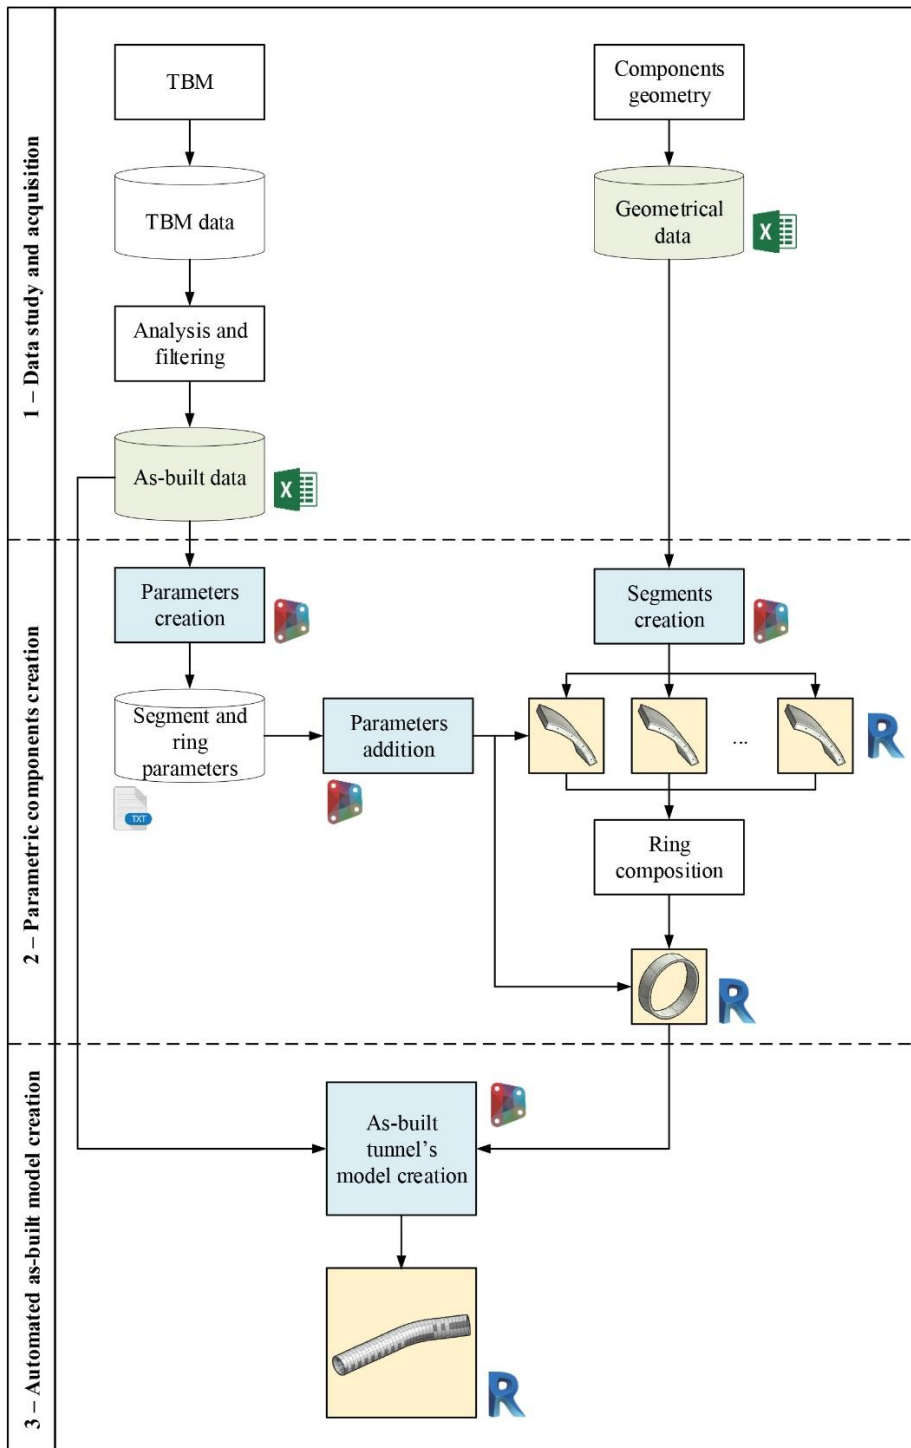 1 – Data study and acquisition
TBM
Components
geometry
TBM data
Geometrical
data
X
Analysis and
filtering
As-built data
X
2 – Parametric components creation
Parameters
creation
Segments
creation
Segment and
ring
parameters
TXT
Parameters
addition
...
R
Ring
composition
R
3 – Automated as-built model creation
As-built
tunnel’s
model creation
R